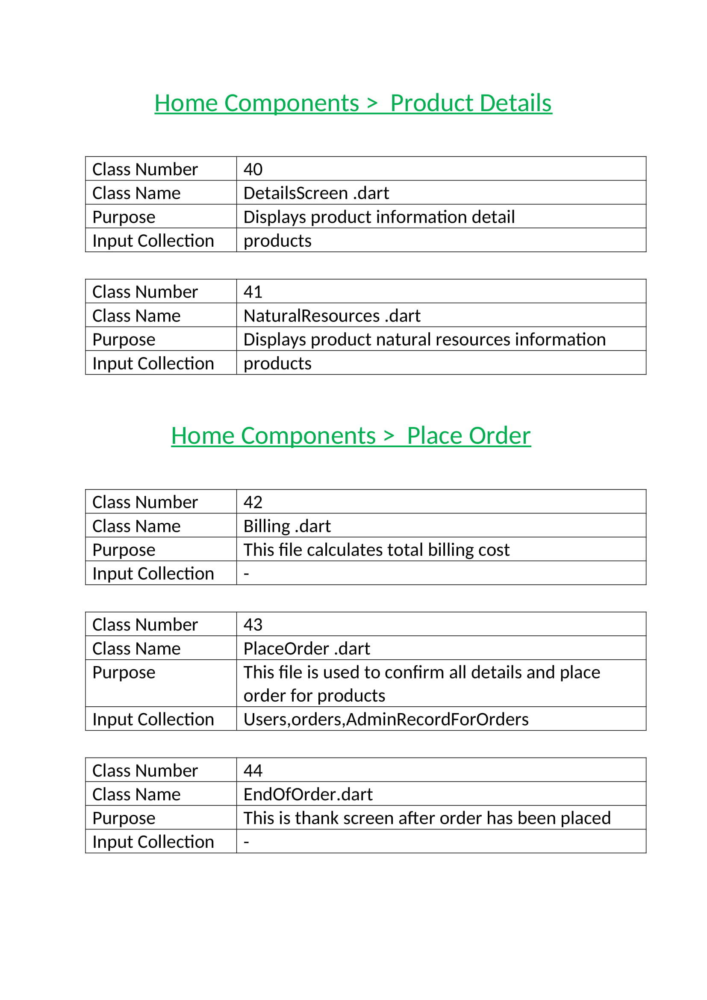 Home Components >  Product Details
Class Number 40
Class Name DetailsScreen .dart
Purpose Displays product information detail
Input Collection products
Class Number 41
Class Name NaturalResources .dart
Purpose Displays product natural resources information
Input Collection products
Home Components >  Place Order
Class Number 42
Class Name Billing .dart
Purpose This file calculates total billing cost
Input Collection -
Class Number 43
Class Name PlaceOrder .dart
Purpose This file is used to confirm all details and place
order for products
Input Collection Users,orders,AdminRecordForOrders
Class Number 44
Class Name EndOfOrder.dart
Purpose This is thank screen after order has been placed
Input Collection -